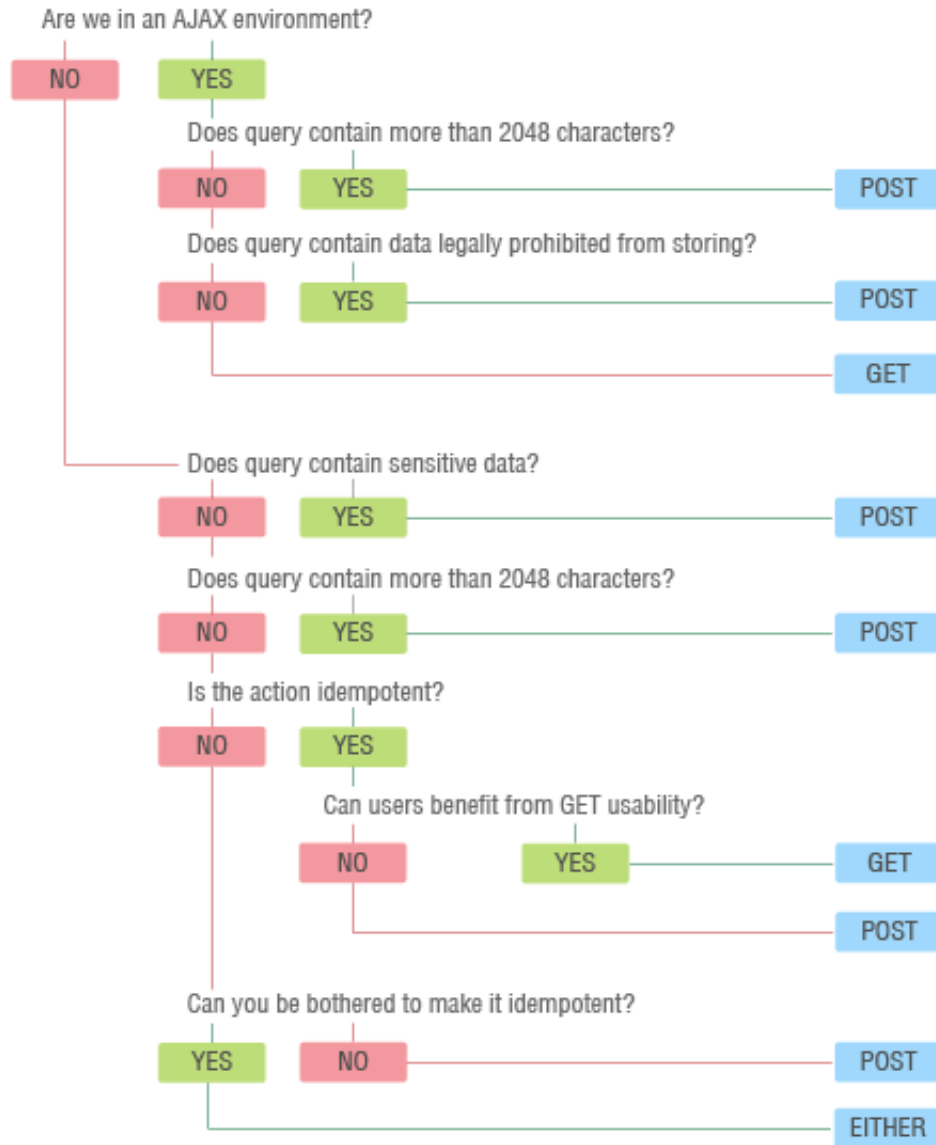 Are we in an AJAX environment?
NO YES
Does query contain more than 2048 characters?
NO YES POST
Does query contain data legally prohibited from storing?
NO YES POST
GET
Does query contain sensitive data?
NO YES POST
Does query contain more than 2048 characters?
NO YES POST
Is the action idempotent?
NO YES
Can users benefit from GET usability?
NO YES GET
POST
Can you be bothered to make it idempotent?
YES NO POST
EITHER